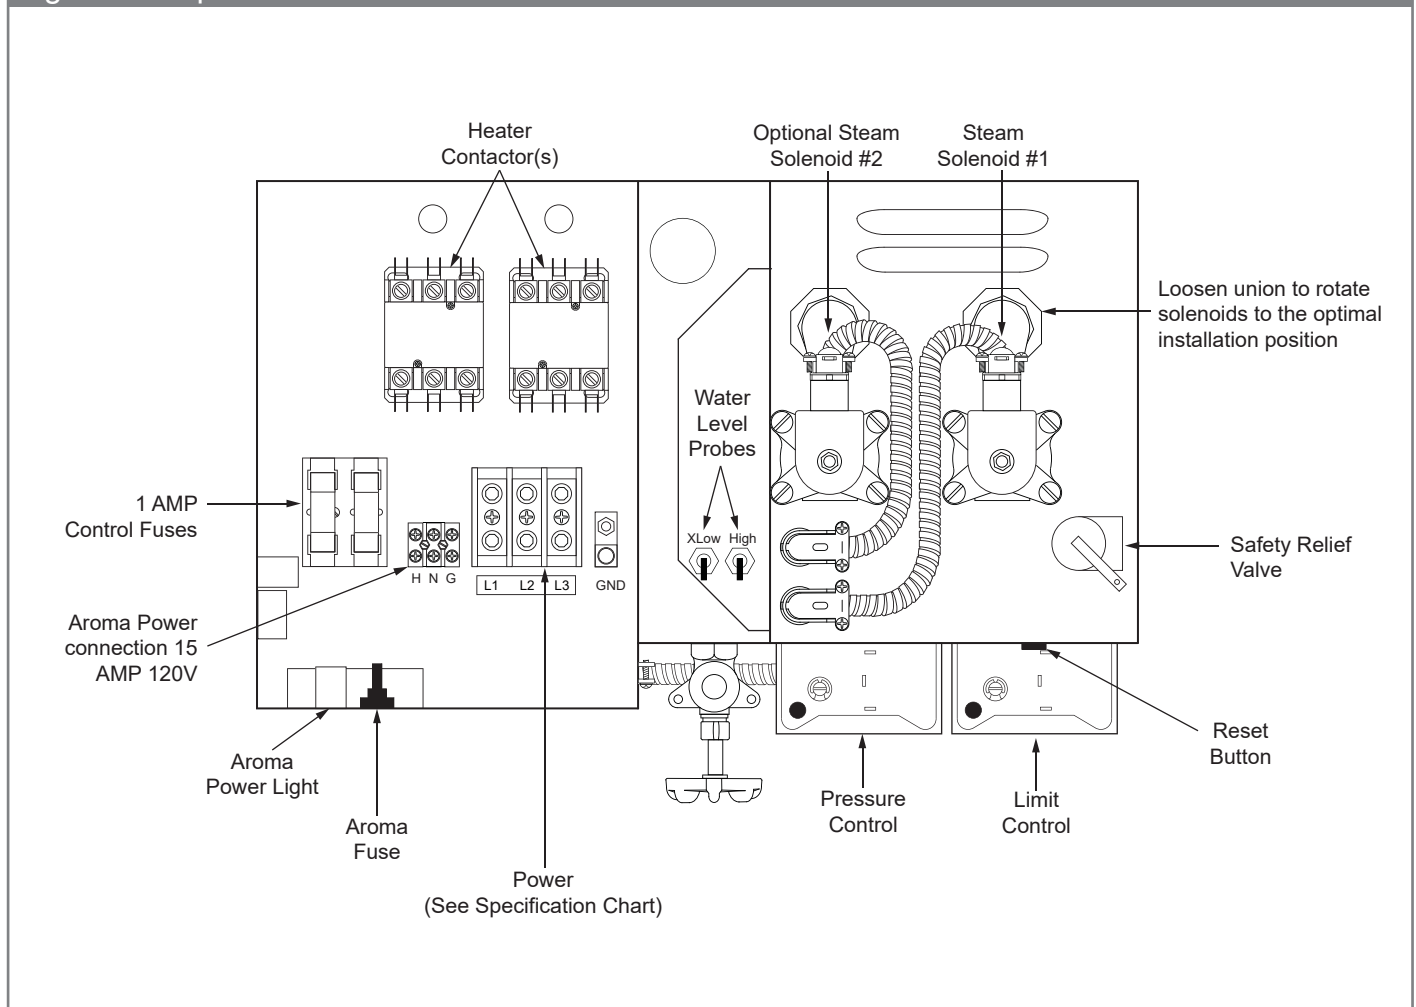 Heater
Contactor(s)
Optional Steam
Solenoid #2
Steam
Solenoid #1
Loosen union to rotate
solenoids to the optimal
installation position
Water
Level
Probes
XLow High
1 AMP
Control Fuses
H N G
L1 L2 L3
GND
Safety Relief
Valve
Aroma Power
connection 15
AMP 120V
Aroma
Power Light
Aroma
Fuse
Power
(See Specification Chart)
Pressure
Control
Limit
Control
Reset
Button